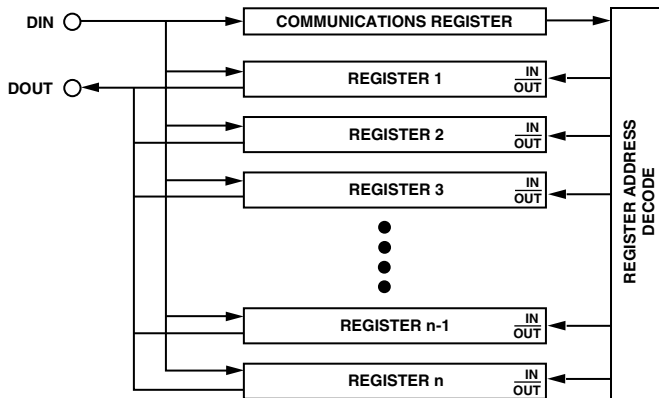 DIN
COMMUNICATIONS REGISTER
DOUT
REGISTER 1
IN
OUT
REGISTER 2
IN
OUT
REGISTER 3
IN
OUT
REGISTER n-1
IN
OUT
REGISTER n
IN
OUT
REGISTER ADDRESS
DECODE